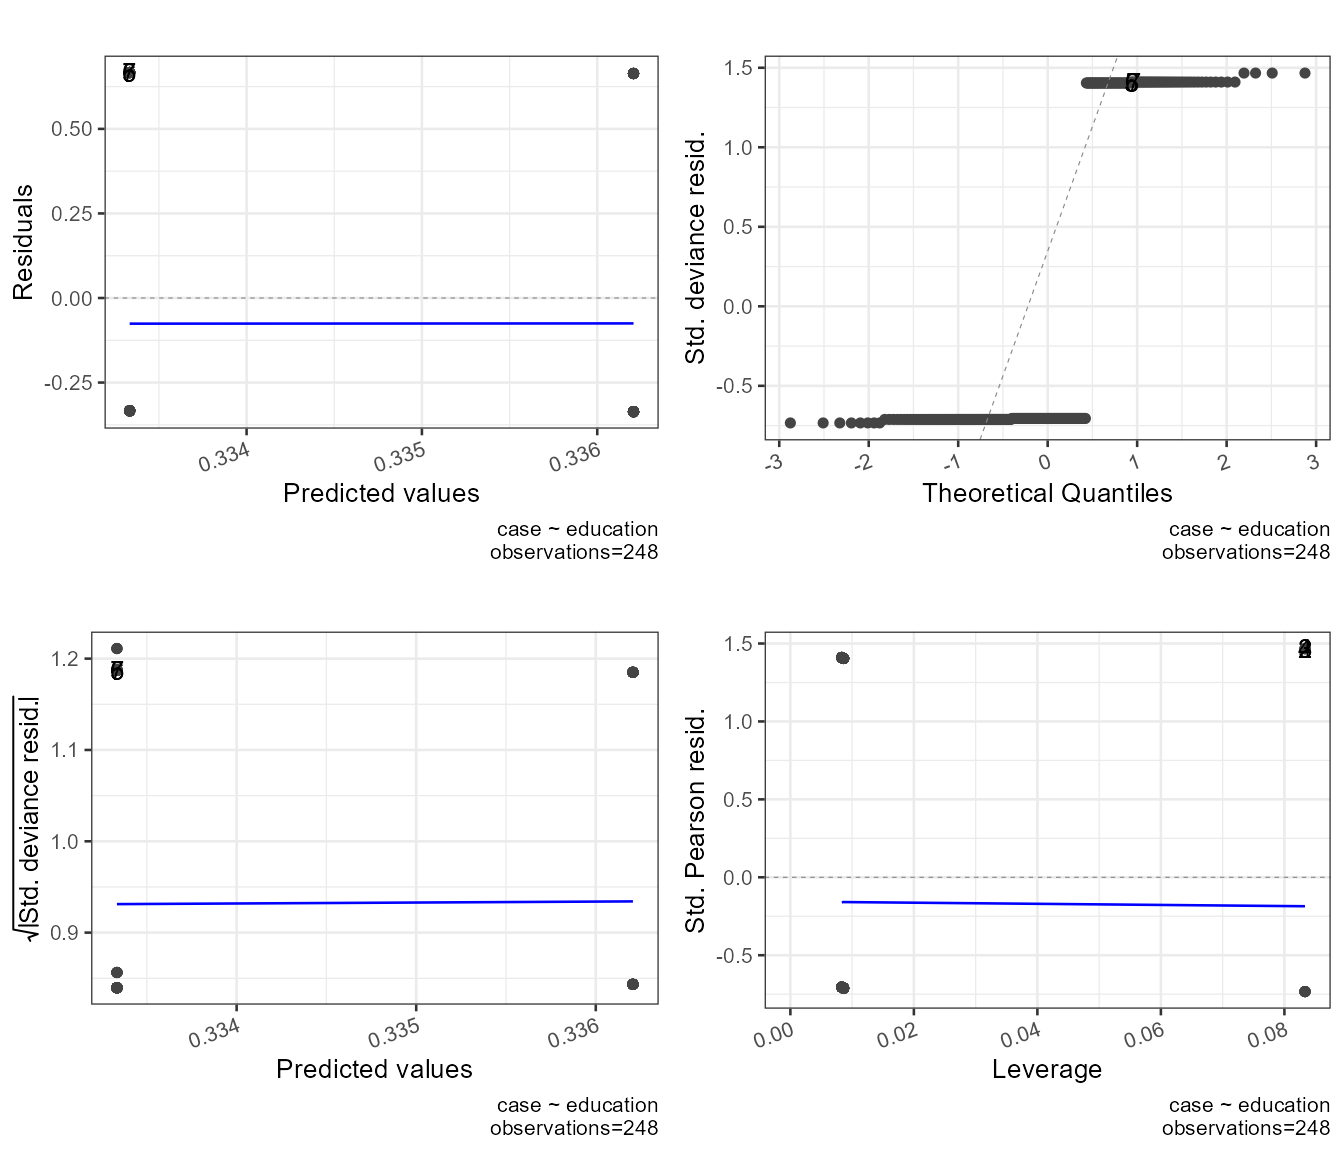 Residuals
0.50
0.25
0.00
-0.25
0.334
0.335
0.336
Predicted values
case ~ education
observations=248
Std. deviance resid.
1.5
1.0
0.5
0.0
-0.5
-3
-2
-1
0
1
2
3
Theoretical Quantiles
case ~ education
observations=248
√|Std. deviance resid.|
1.2
1.1
1.0
0.9
0.334
0.335
0.336
Predicted values
case ~ education
observations=248
Std. Pearson resid.
1.5
1.0
0.5
0.0
-0.5
0.00
0.02
0.04
0.06
0.08
Leverage
case ~ education
observations=248